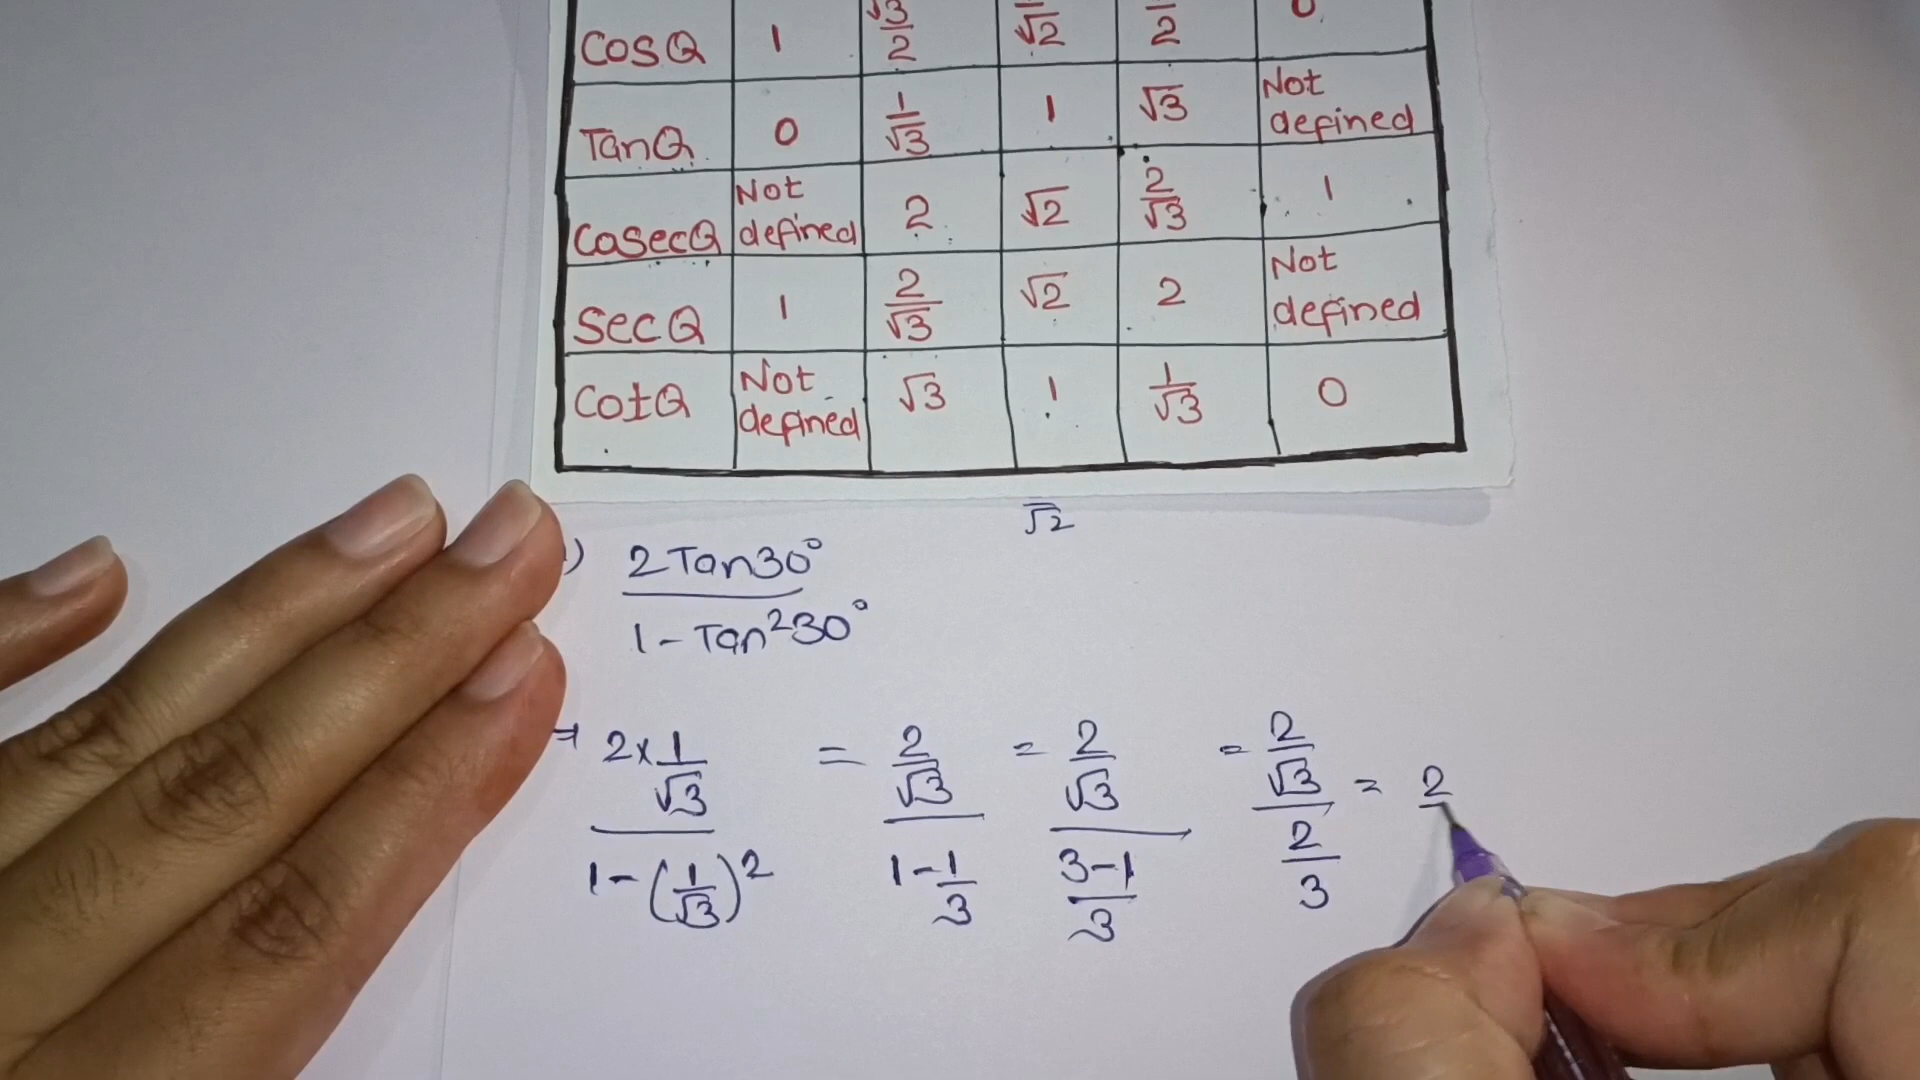 CosQ 1 √3/2 1/√2 1/2 0
TanQ 0 1/√3 1 √3 Not defined
CosecQ Not defined 2 √2 2/√3 1
SecQ 1 2/√3 √2 2 Not defined
CotQ Not defined √3 1 1/√3 0
√2
) 2Tan30° / 1-Tan²30°
⇒ 2×1/√3 / 1-(1/√3)² = 2/√3 / 1-1/3 = 2/√3 / 3-1/3 = 2/√3 / 2/3 = 2